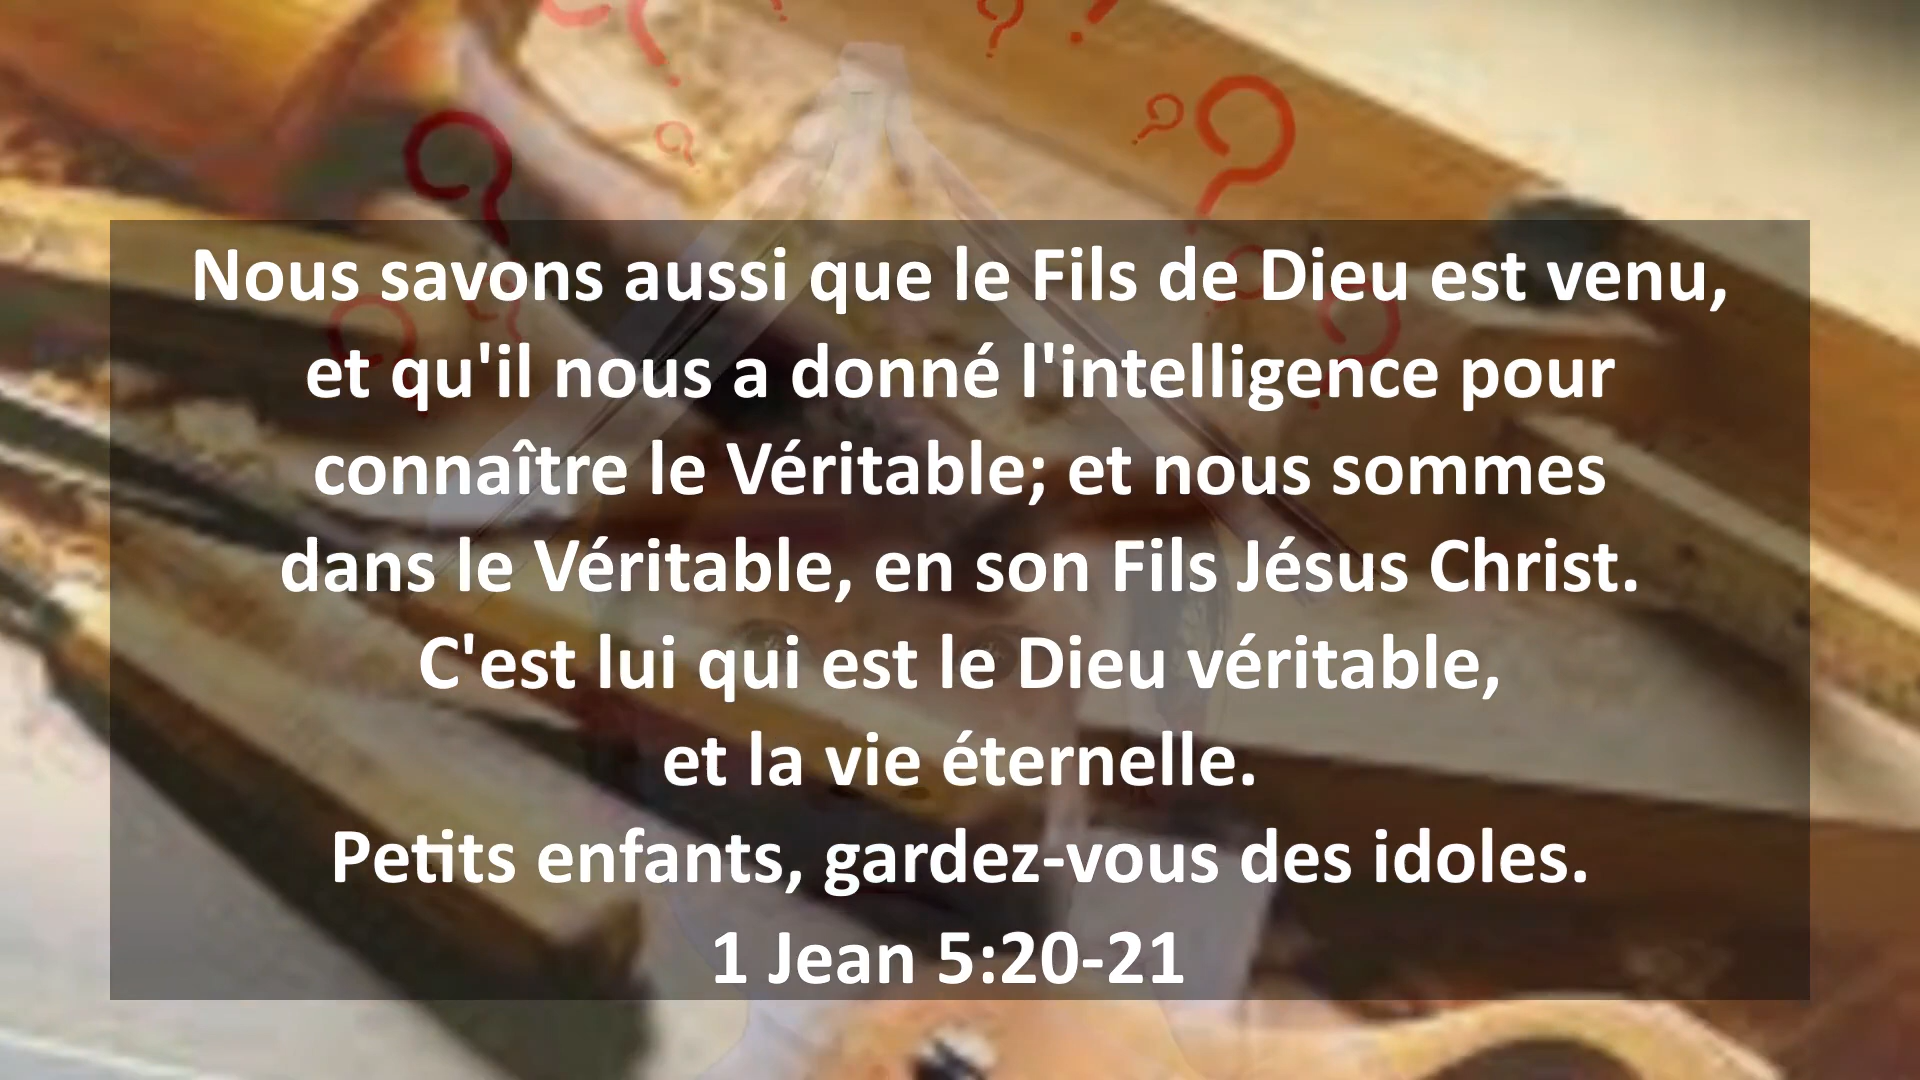 Nous savons aussi que le Fils de Dieu est venu,
et qu'il nous a donné l'intelligence pour
connaître le Véritable; et nous sommes
dans le Véritable, en son Fils Jésus Christ.
C'est lui qui est le Dieu véritable,
et la vie éternelle.
Petits enfants, gardez-vous des idoles.
1 Jean 5:20-21